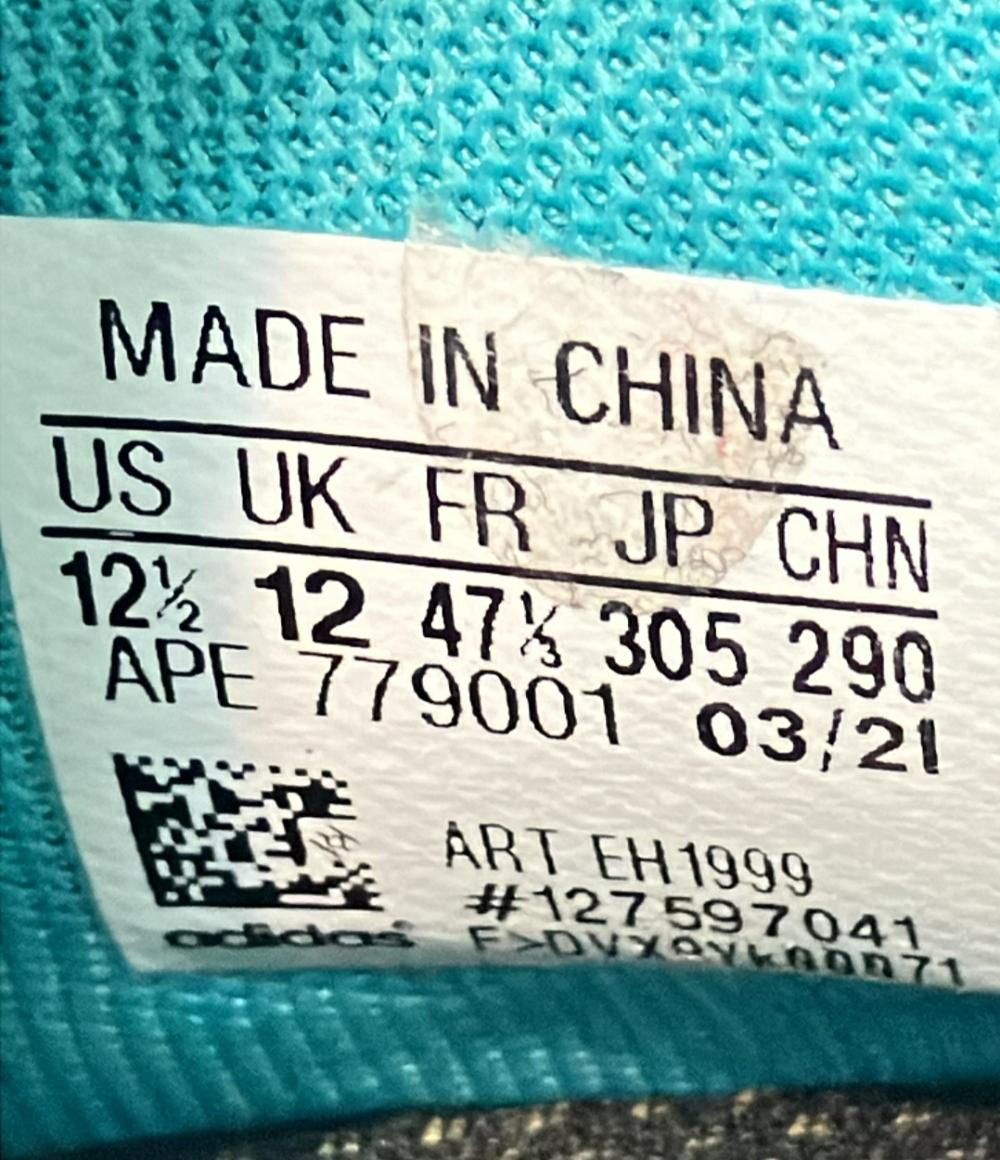 MADE IN CHINA
US UK FR JP CHN
12½ 12 47⅓ 305 290
APE 779001 03/21
ART EH1999
#127597041
adidas